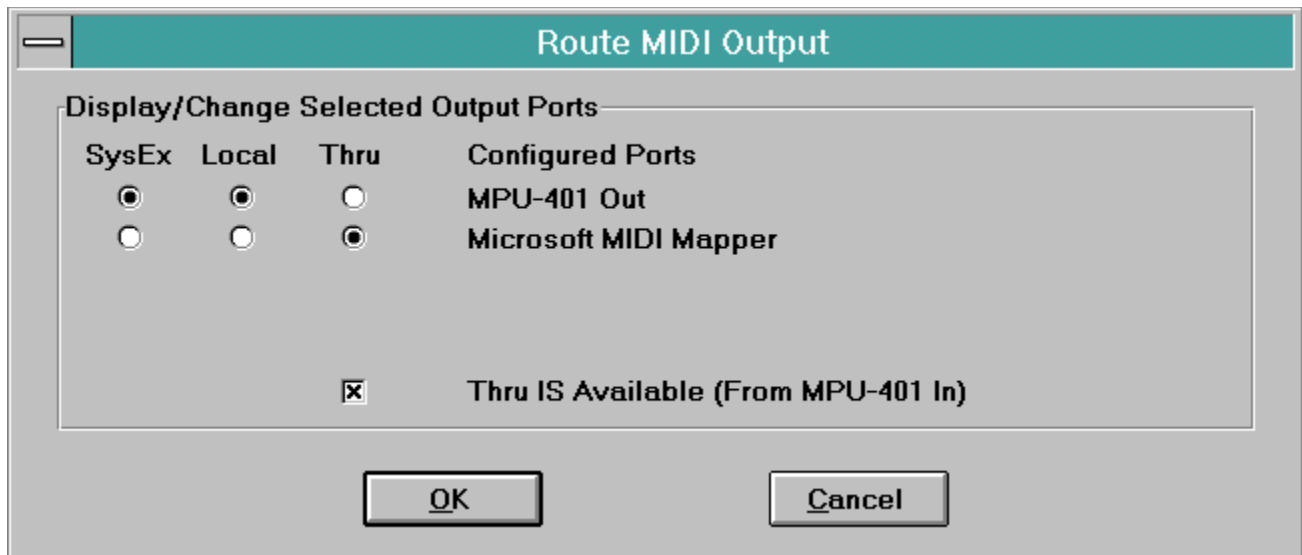 Route MIDI Output
Display/Change Selected Output Ports
SysEx Local Thru Configured Ports
MPU-401 Out
Microsoft MIDI Mapper
Thru IS Available (From MPU-401 In)
OK Cancel